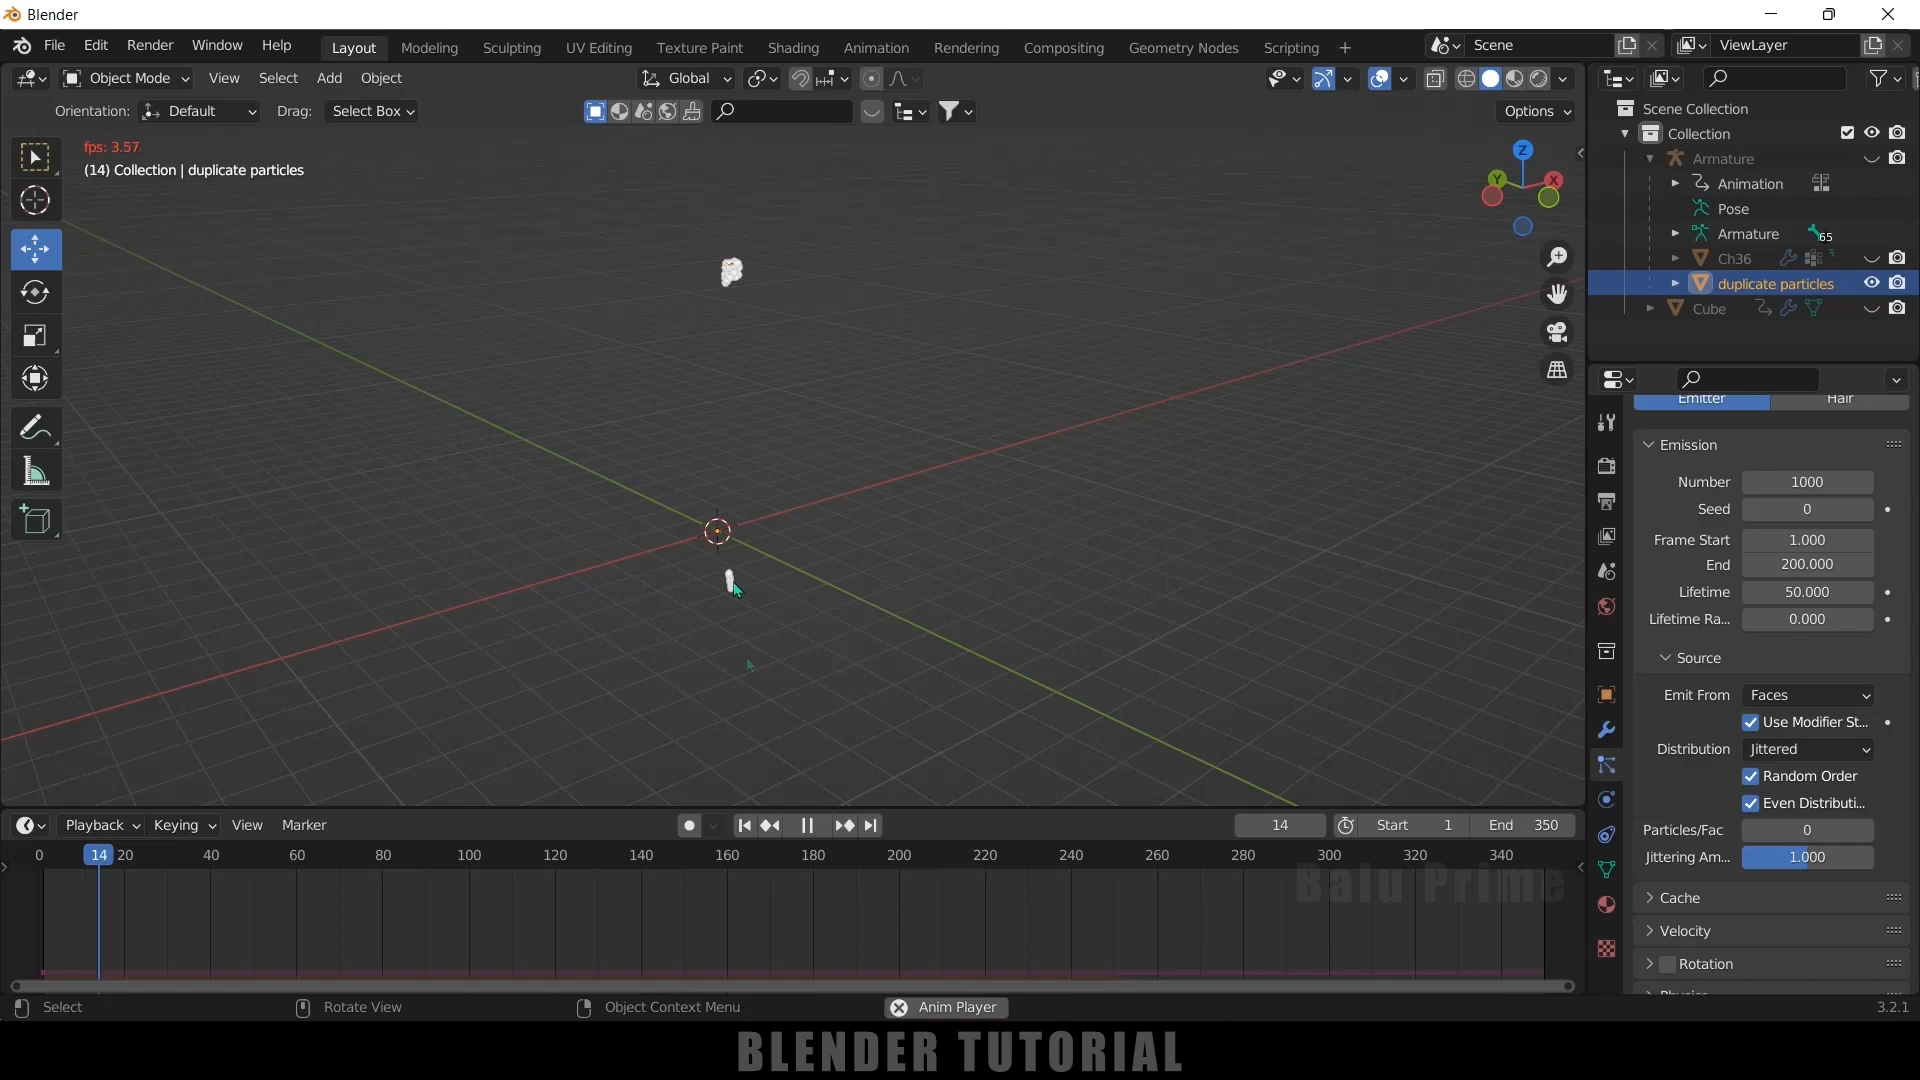 Blender
File Edit Render Window Help Layout Modeling Sculpting UV Editing Texture Paint Shading Animation Rendering Compositing Geometry Nodes Scripting + Scene ViewLayer
Object Mode View Select Add Object Global
Orientation: Default Drag: Select Box Options
fps: 3.57
(14) Collection | duplicate particles
Z
Y
X
Scene Collection
Collection
Armature
Animation
Pose
Armature 65
Ch36
duplicate particles
Cube
Emitter Hair
Emission
Number 1000
Seed 0
Frame Start 1.000
End 200.000
Lifetime 50.000
Lifetime Ra... 0.000
Source
Emit From Faces
Use Modifier St...
Distribution Jittered
Random Order
Even Distributi...
Particles/Fac 0
Jittering Am... 1.000
Cache
Velocity
Rotation
Physics
Playback Keying View Marker 14 Start 1 End 350
0 14 20 40 60 80 100 120 140 160 180 200 220 240 260 280 300 320 340
Balu Prime
Select Rotate View Object Context Menu Anim Player 3.2.1
BLENDER TUTORIAL